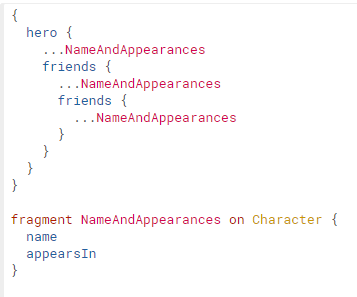 {
  hero {
    ...NameAndAppearances
    friends {
      ...NameAndAppearances
      friends {
        ...NameAndAppearances
      }
    }
  }
}

fragment NameAndAppearances on Character {
  name
  appearsIn
}